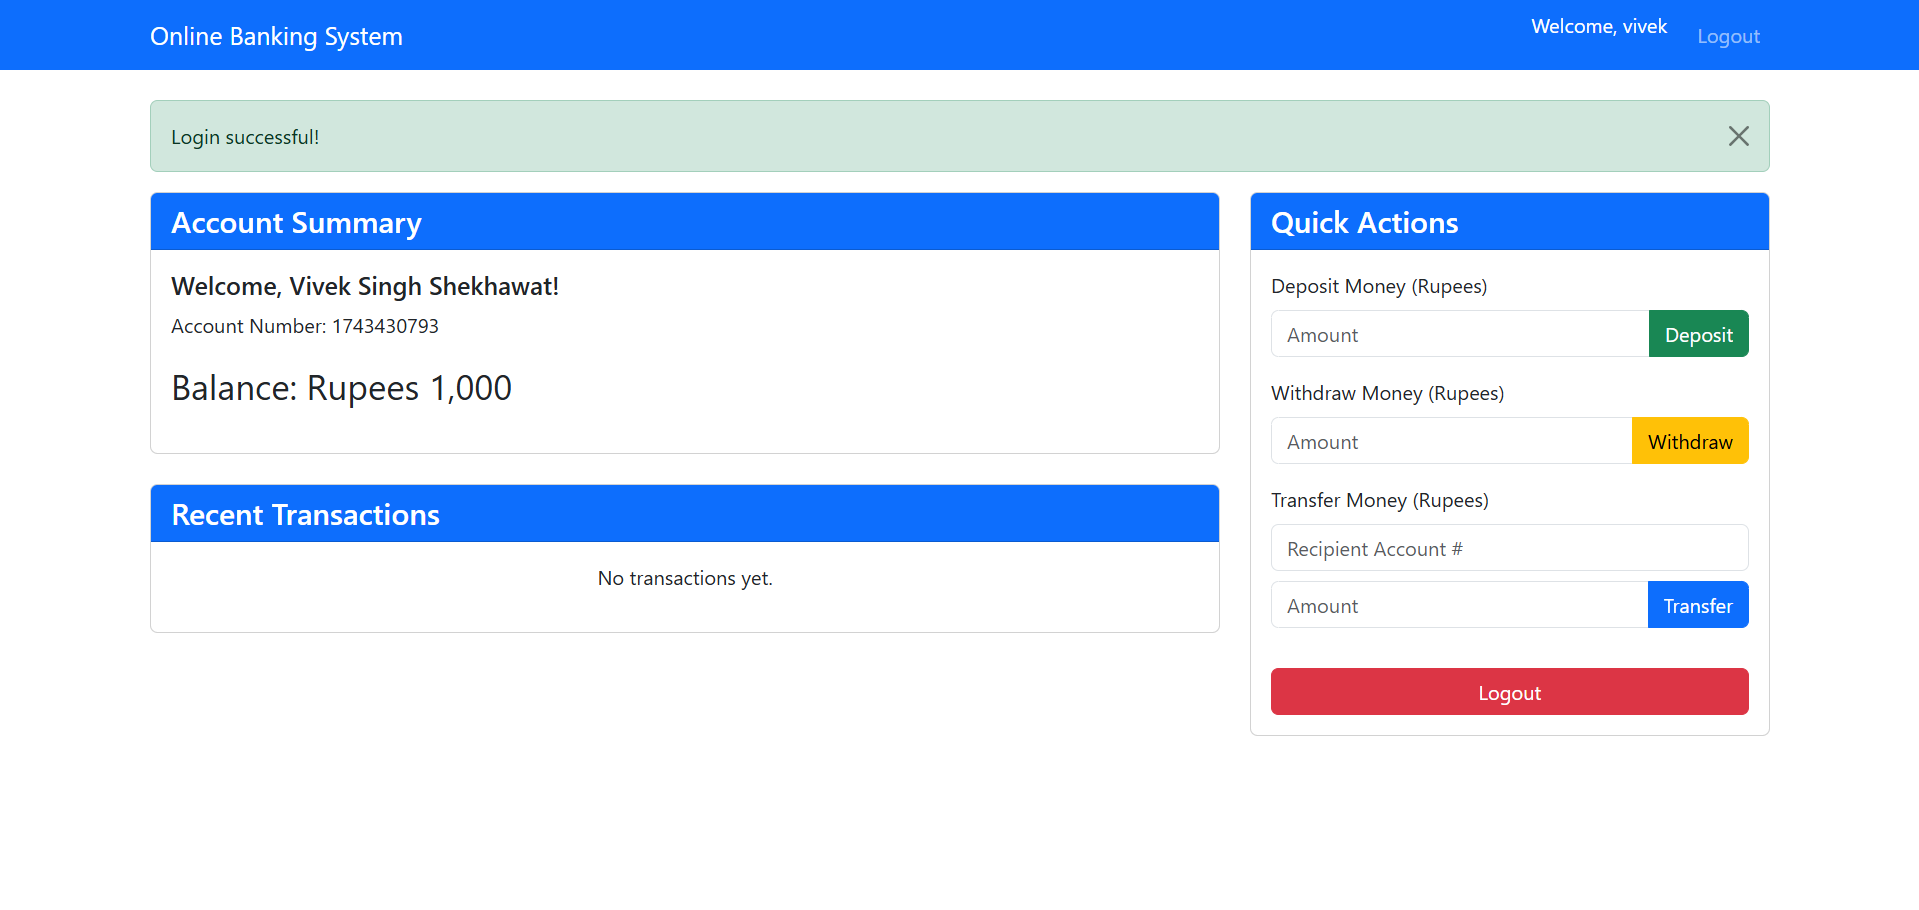 Online Banking System
Welcome, vivek
Logout
Login successful!
Account Summary
Welcome, Vivek Singh Shekhawat!
Account Number: 1743430793
Balance: Rupees 1,000
Recent Transactions
No transactions yet.
Quick Actions
Deposit Money (Rupees)
Amount Deposit
Withdraw Money (Rupees)
Amount Withdraw
Transfer Money (Rupees)
Recipient Account #
Amount Transfer
Logout